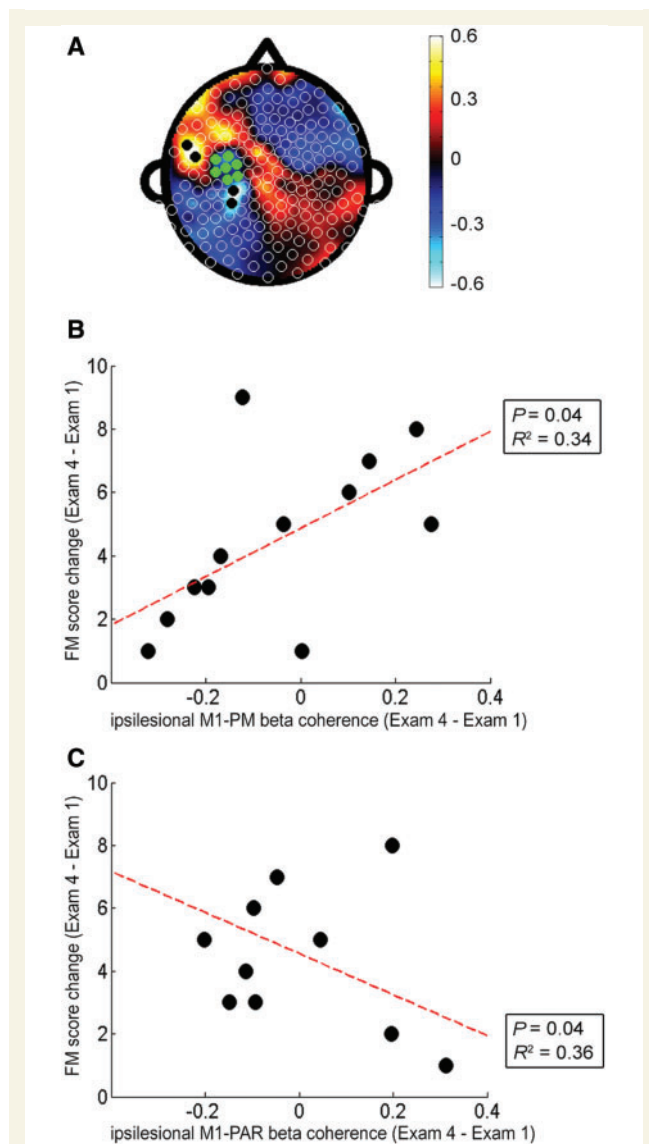 A
0.6
0.3
0
-0.3
-0.6
B
10
8
6
4
2
0
FM score change (Exam 4 - Exam 1)
P = 0.04
R² = 0.34
-0.2
0
0.2
0.4
ipsilesional M1-PM beta coherence (Exam 4 - Exam 1)
C
10
8
6
4
2
0
FM score change (Exam 4 - Exam 1)
P = 0.04
R² = 0.36
-0.2
0
0.2
0.4
ipsilesional M1-PAR beta coherence (Exam 4 - Exam 1)